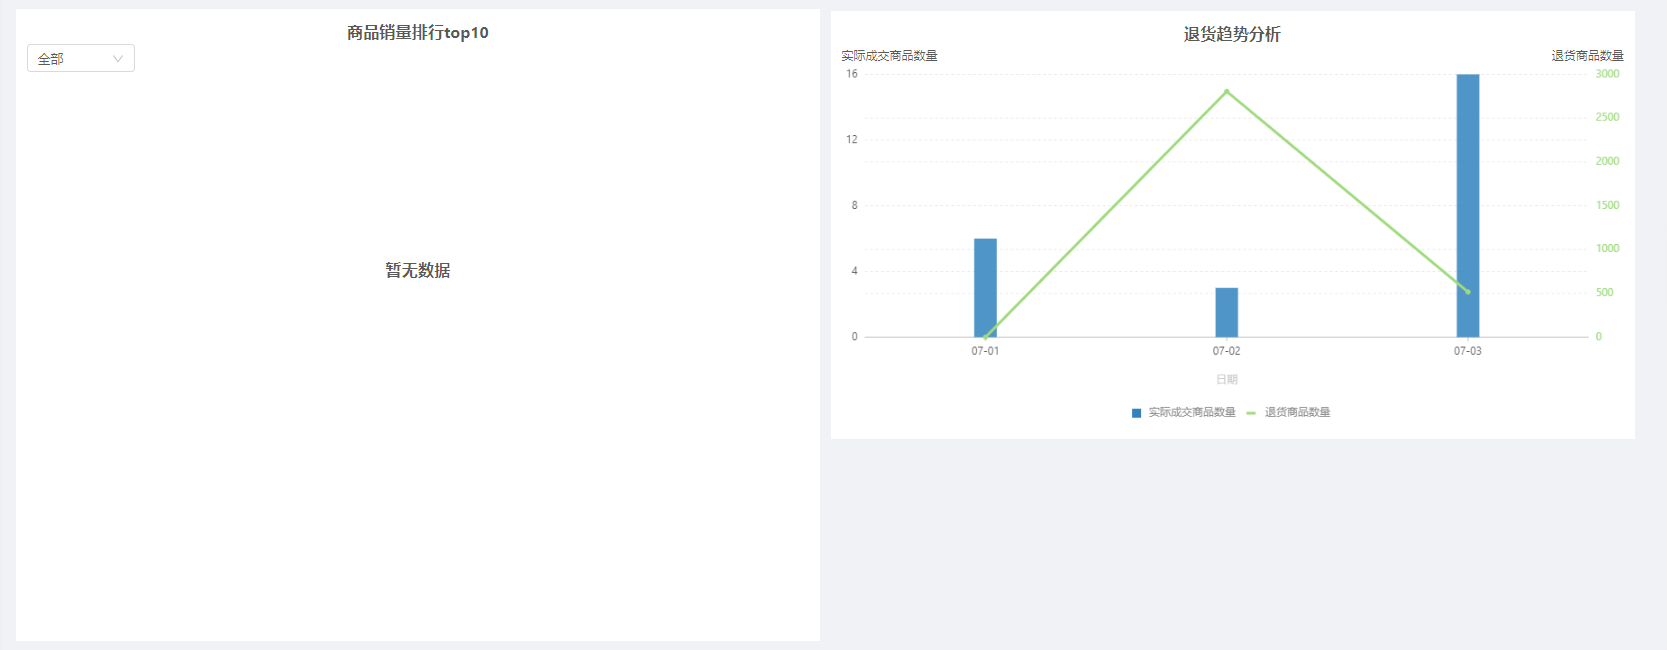 商品销量排行top10
全部
暂无数据
退货趋势分析
实际成交商品数量 退货商品数量
16 3000
2500
12
2000
8 1500
1000
4
500
0 0
07-01 07-02 07-03
日期
实际成交商品数量 退货商品数量